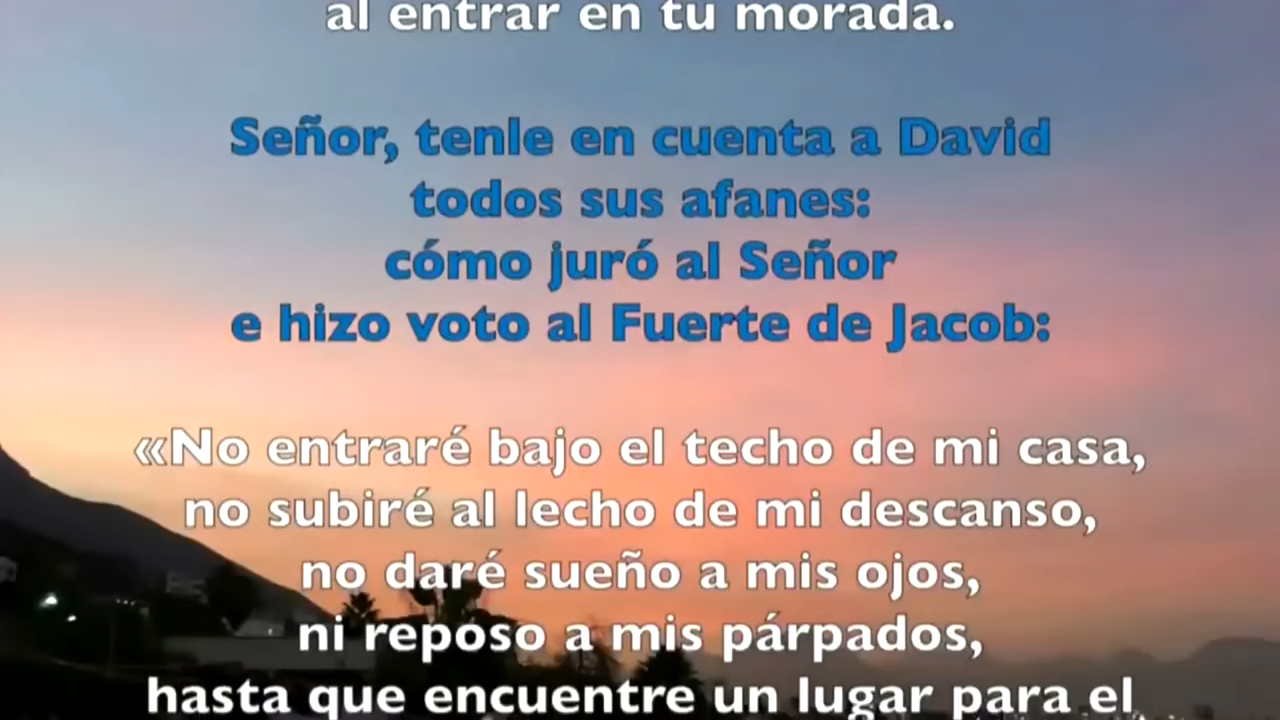 al entrar en tu morada.
Señor, tenle en cuenta a David
todos sus afanes:
cómo juró al Señor
e hizo voto al Fuerte de Jacob:
«No entraré bajo el techo de mi casa,
no subiré al lecho de mi descanso,
no daré sueño a mis ojos,
ni reposo a mis párpados,
hasta que encuentre un lugar para el